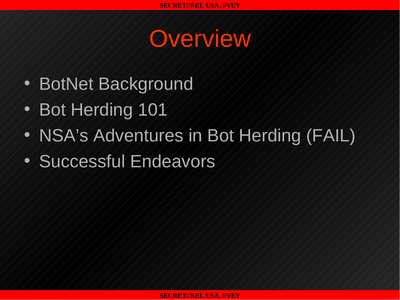 SECRET//REL USA, FVEY
Overview
• BotNet Background
• Bot Herding 101
• NSA's Adventures in Bot Herding (FAIL)
• Successful Endeavors
SECRET//REL USA, FVEY